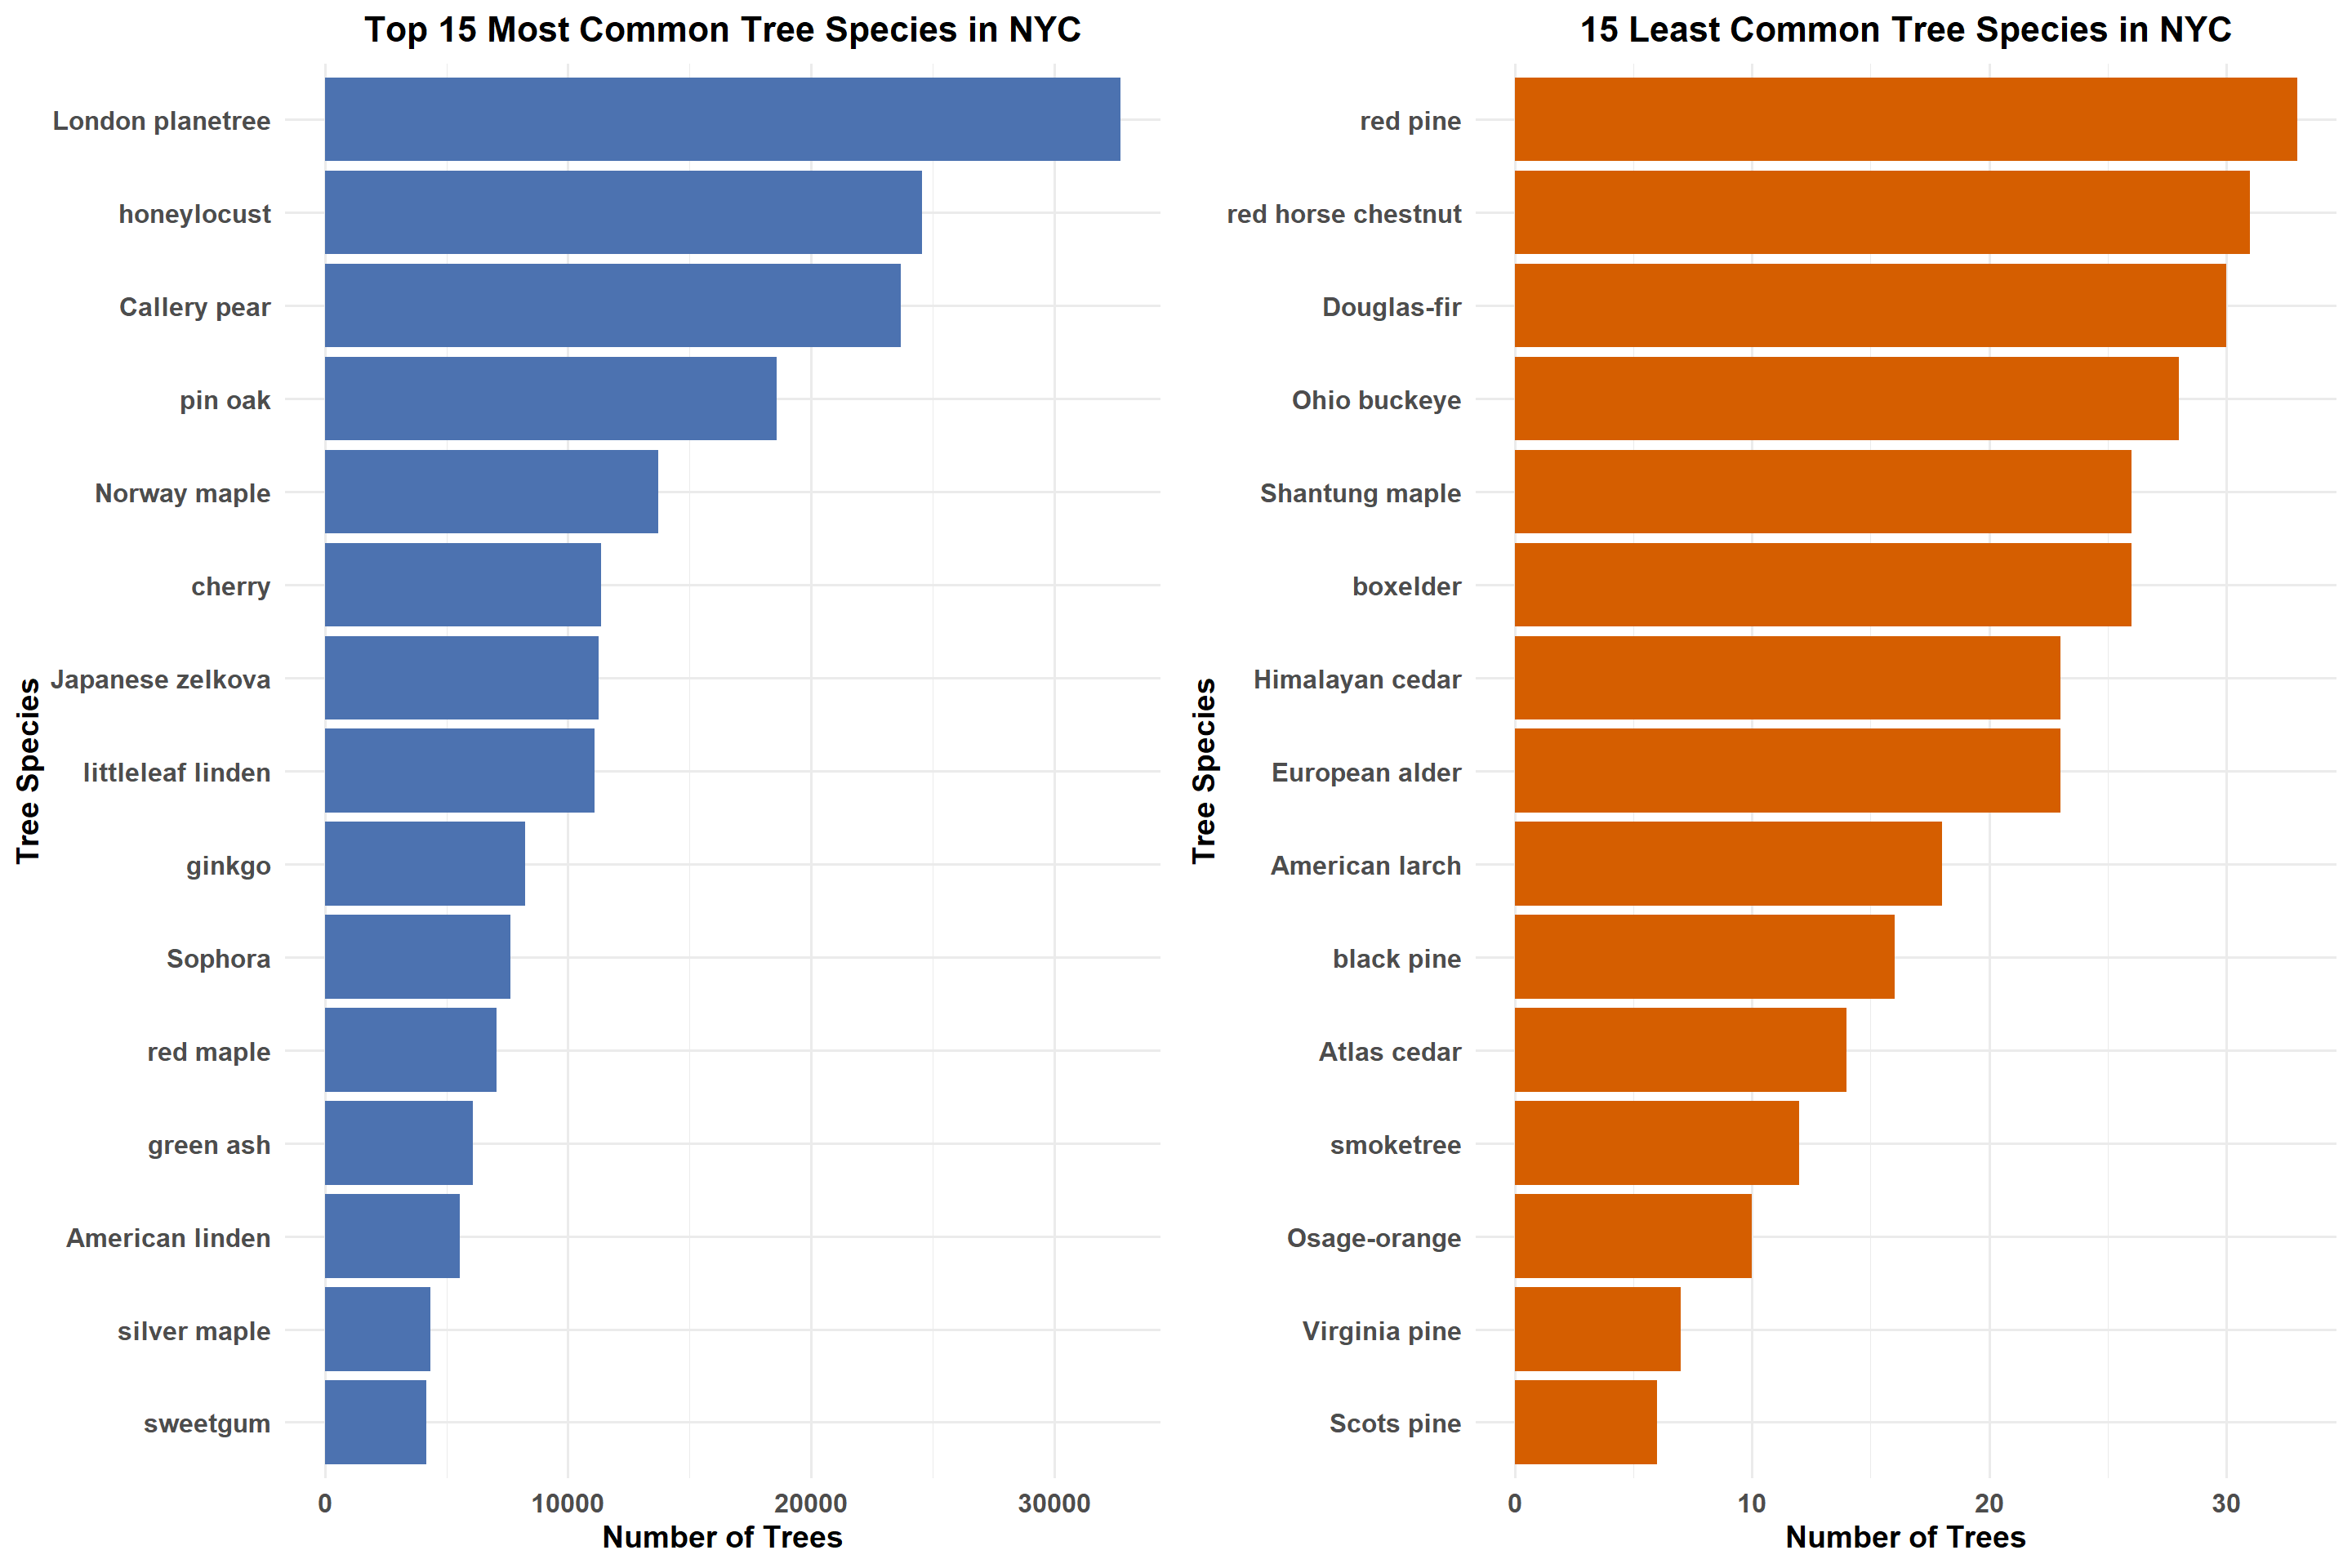 Top 15 Most Common Tree Species in NYC
Tree Species
London planetree
honeylocust
Callery pear
pin oak
Norway maple
cherry
Japanese zelkova
littleleaf linden
ginkgo
Sophora
red maple
green ash
American linden
silver maple
sweetgum
0 10000 20000 30000
Number of Trees
15 Least Common Tree Species in NYC
Tree Species
red pine
red horse chestnut
Douglas-fir
Ohio buckeye
Shantung maple
boxelder
Himalayan cedar
European alder
American larch
black pine
Atlas cedar
smoketree
Osage-orange
Virginia pine
Scots pine
0 10 20 30
Number of Trees